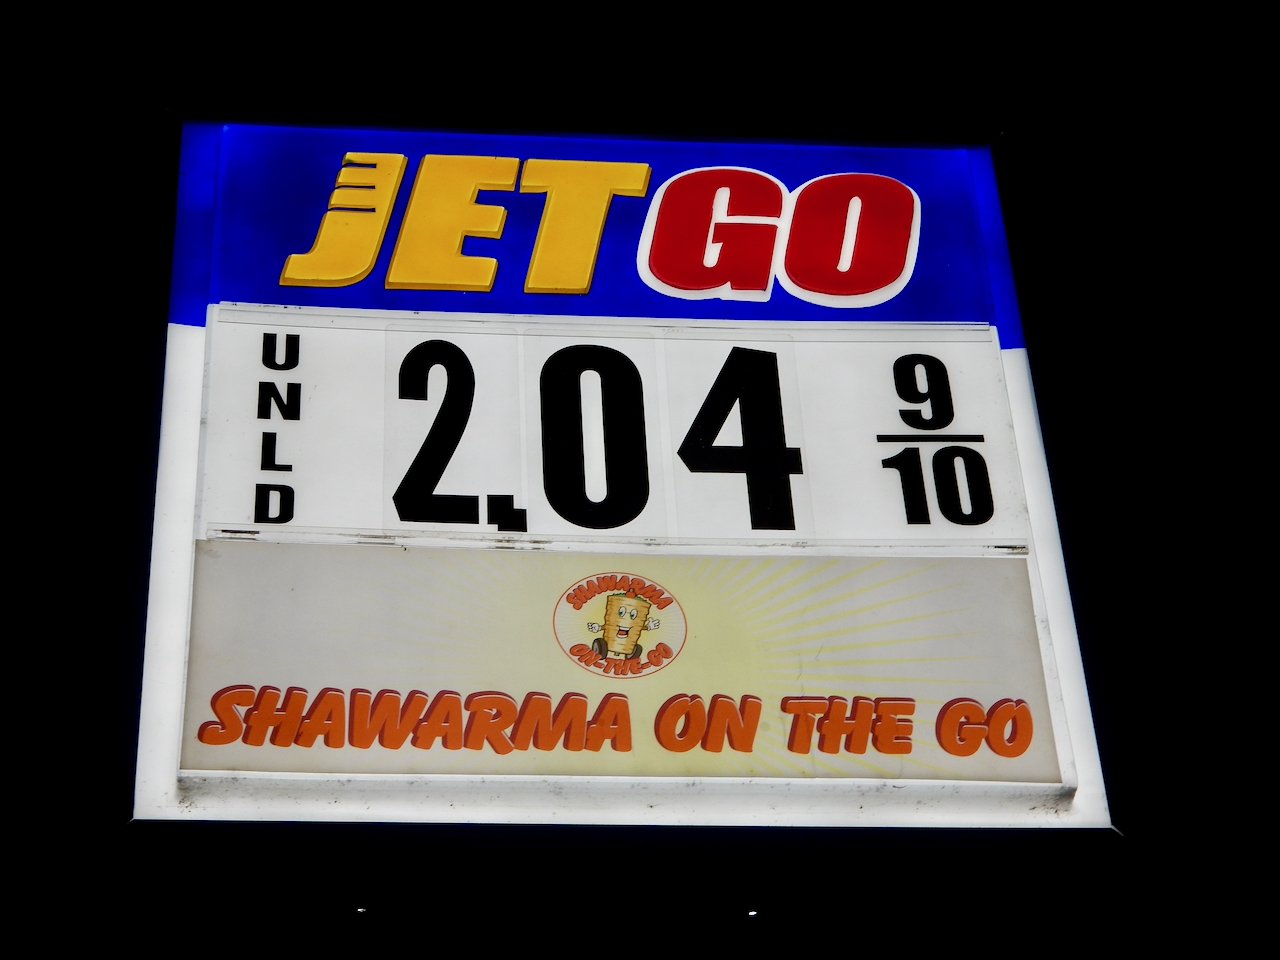 JETGO
UNLD 2.04 9/10
SHAWARMA
ON-THE-GO
SHAWARMA ON THE GO